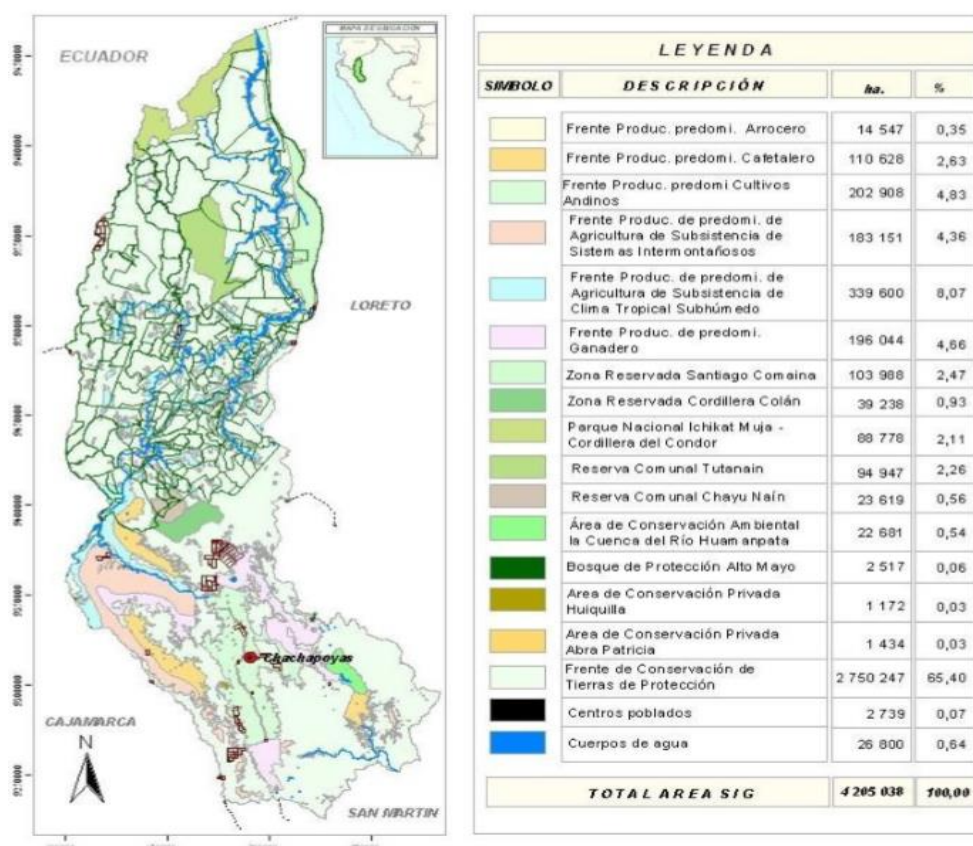 ECUADOR
MAPA DE UBICACIÓN
LORETO
Chachapoyas
CAJAMARCA
N
SAN MARTIN
LEYENDA
SIMBOLO DESCRIPCIÓN ha. %
Frente Produc. predomi. Arrocero 14 547 0,35
Frente Produc. predomi. Cafetalero 110 628 2,63
Frente Produc. predomi Cultivos
Andinos 202 908 4,83
Frente Produc. de predomi. de
Agricultura de Subsistencia de
Sistemas Intermontañosos 183 151 4,36
Frente Produc. de predomi. de
Agricultura de Subsistencia de
Clima Tropical Subhúmedo 339 600 8,07
Frente Produc. de predomi.
Ganadero 196 044 4,66
Zona Reservada Santiago Comaina 103 988 2,47
Zona Reservada Cordillera Colán 39 238 0,93
Parque Nacional Ichikat Muja -
Cordillera del Condor 88 778 2,11
Reserva Comunal Tutanain 94 947 2,26
Reserva Comunal Chayu Naín 23 619 0,56
Área de Conservación Ambiental
la Cuenca del Río Huamanpata 22 681 0,54
Bosque de Protección Alto Mayo 2 517 0,06
Area de Conservación Privada
Huiquilla 1 172 0,03
Area de Conservación Privada
Abra Patricia 1 434 0,03
Frente de Conservación de
Tierras de Protección 2 750 247 65,40
Centros poblados 2 739 0,07
Cuerpos de agua 26 800 0,64
TOTAL AREA SIG 4 205 038 100,00